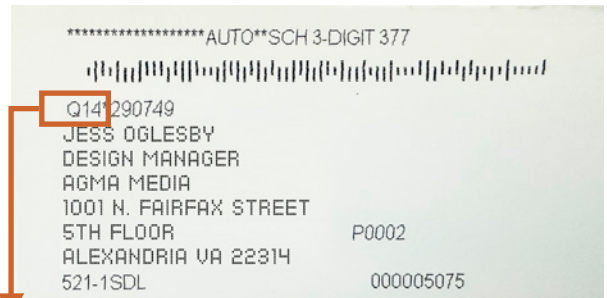 *******************AUTO**SCH 3-DIGIT 377
Q14*290749
JESS OGLESBY
DESIGN MANAGER
AGMA MEDIA
1001 N. FAIRFAX STREET
5TH FLOOR P0002
ALEXANDRIA VA 22314
521-1SDL 000005075